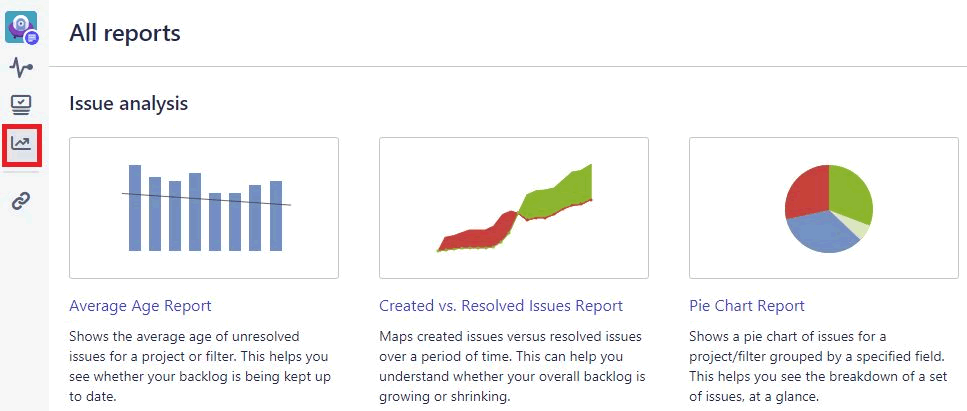 All reports
Issue analysis
Average Age Report
Shows the average age of unresolved
issues for a project or filter. This helps you
see whether your backlog is being kept up
to date.
Created vs. Resolved Issues Report
Maps created issues versus resolved issues
over a period of time. This can help you
understand whether your overall backlog is
growing or shrinking.
Pie Chart Report
Shows a pie chart of issues for a
project/filter grouped by a specified field.
This helps you see the breakdown of a set
of issues, at a glance.